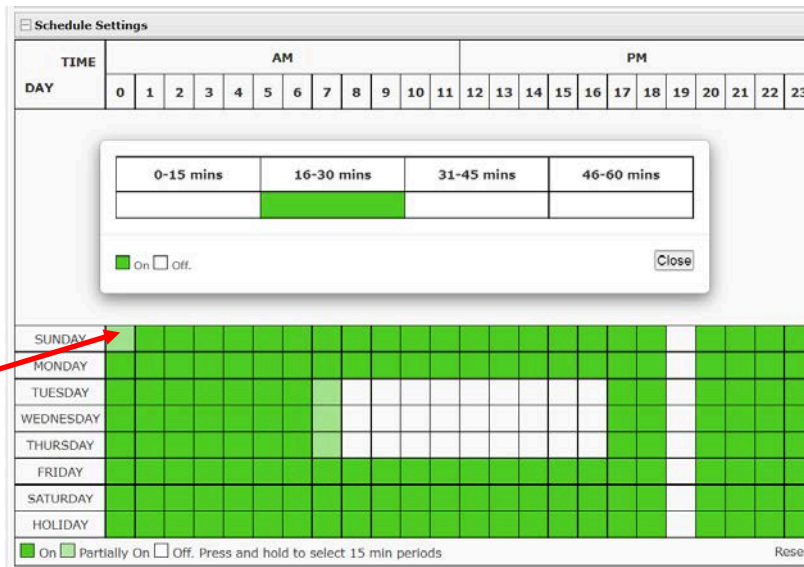 Schedule Settings
TIME AM PM
DAY 0 1 2 3 4 5 6 7 8 9 10 11 12 13 14 15 16 17 18 19 20 21 22 23
0-15 mins 16-30 mins 31-45 mins 46-60 mins
On Off. Close
SUNDAY
MONDAY
TUESDAY
WEDNESDAY
THURSDAY
FRIDAY
SATURDAY
HOLIDAY
On Partially On Off. Press and hold to select 15 min periods Rese